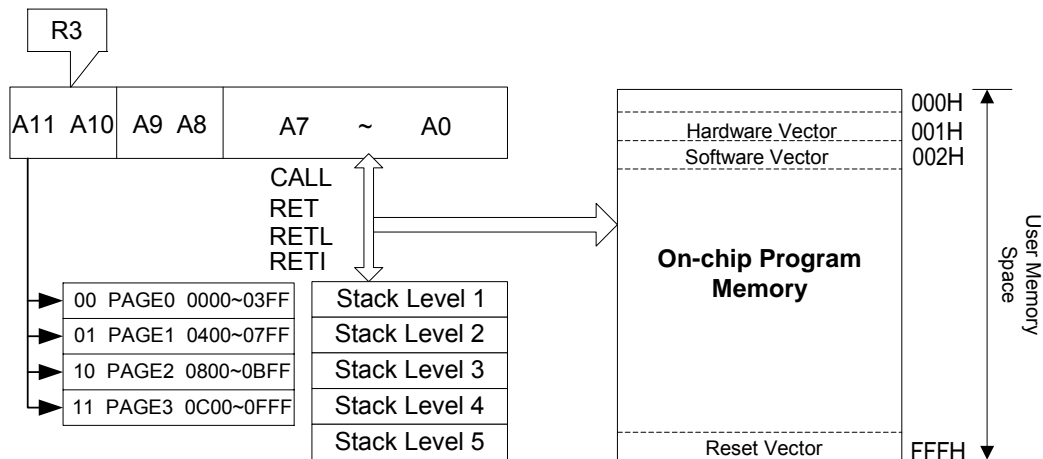 R3
A11 A10 A9 A8 A7 ~ A0
CALL
RET
RETL
RETI
00 PAGE0 0000~03FF
01 PAGE1 0400~07FF
10 PAGE2 0800~0BFF
11 PAGE3 0C00~0FFF
Stack Level 1
Stack Level 2
Stack Level 3
Stack Level 4
Stack Level 5
000H
Hardware Vector 001H
Software Vector 002H
On-chip Program
Memory
Reset Vector FFFH
User Memory
Space